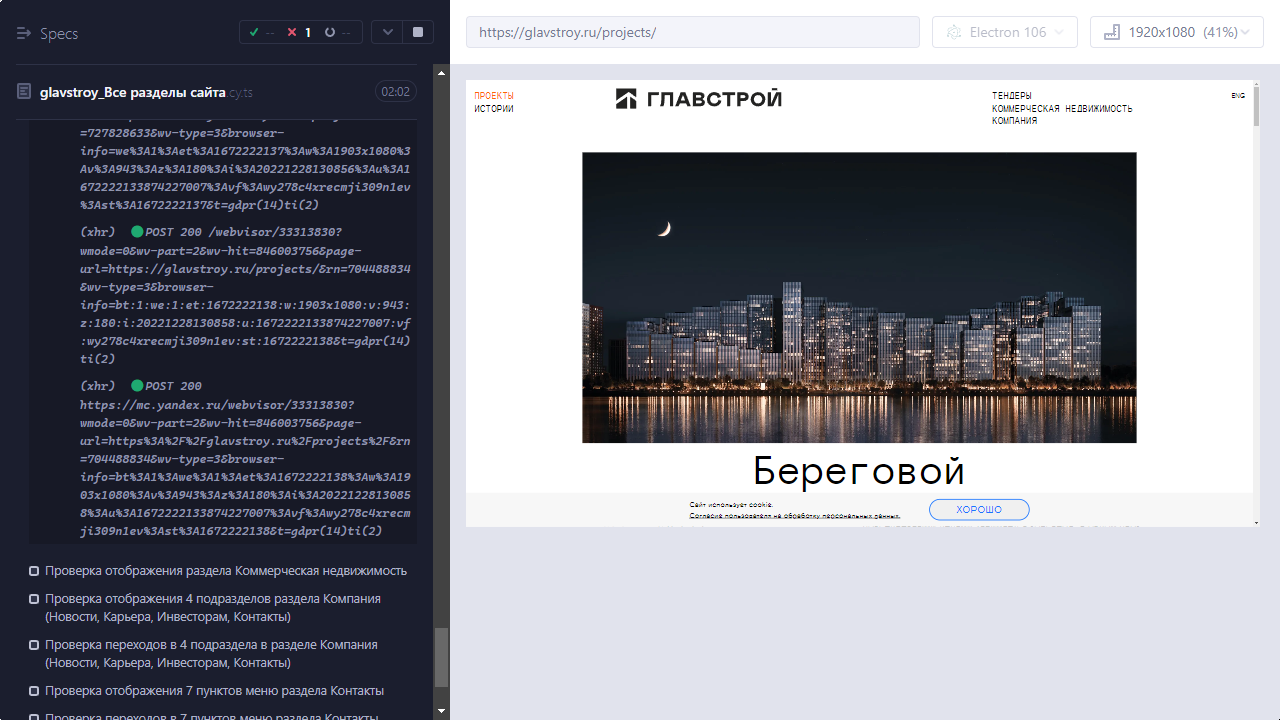 Specs
-- 1 --
glavstroy_Все разделы сайта cy.ts
02:02
=727828633&wv-type=3&browser-
info=we%3A1%3Aet%3A1672222137%3Aw%3A1903x1080%3
Av%3A943%3Az%3A180%3Ai%3A20221228130856%3Au%3A1
672222133874227007%3Avf%3Awy278c4xrecmji309n1ev
%3Ast%3A1672222137&t=gdpr(14)ti(2)
(xhr) POST 200 /webvisor/33313830?
wmode=0&wv-part=2&wv-hit=846003756&page-
url=https://glavstroy.ru/projects/&rn=704488834
&wv-type=3&browser-
info=bt:1:we:1:et:1672222138:w:1903x1080:v:943:
z:180:i:20221228130858:u:1672222133874227007:vf
:wy278c4xrecmji309n1ev:st:1672222138&t=gdpr(14)
ti(2)
(xhr) POST 200
https://mc.yandex.ru/webvisor/33313830?
wmode=0&wv-part=2&wv-hit=846003756&page-
url=https%3A%2F%2Fglavstroy.ru%2Fprojects%2F&rn
=704488834&wv-type=3&browser-
info=bt%3A1%3Awe%3A1%3Aet%3A1672222138%3Aw%3A19
03x1080%3Av%3A943%3Az%3A180%3Ai%3A2022122813085
8%3Au%3A1672222133874227007%3Avf%3Awy278c4xrecm
ji309n1ev%3Ast%3A1672222138&t=gdpr(14)ti(2)
Проверка отображения раздела Коммерческая недвижимость
Проверка отображения 4 подразделов раздела Компания
(Новости, Карьера, Инвесторам, Контакты)
Проверка переходов в 4 подраздела в разделе Компания
(Новости, Карьера, Инвесторам, Контакты)
Проверка отображения 7 пунктов меню раздела Контакты
Проверка переходов в 7 пунктов меню раздела Контакты
https://glavstroy.ru/projects/
Electron 106
1920x1080 (41%)
ПРОЕКТЫ
ИСТОРИИ
ГЛАВСТРОЙ
ТЕНДЕРЫ
КОММЕРЧЕСКАЯ НЕДВИЖИМОСТЬ
КОМПАНИЯ
ENG
Береговой
Сайт использует cookie.
Согласие пользователя на обработку персональных данных.
ХОРОШО